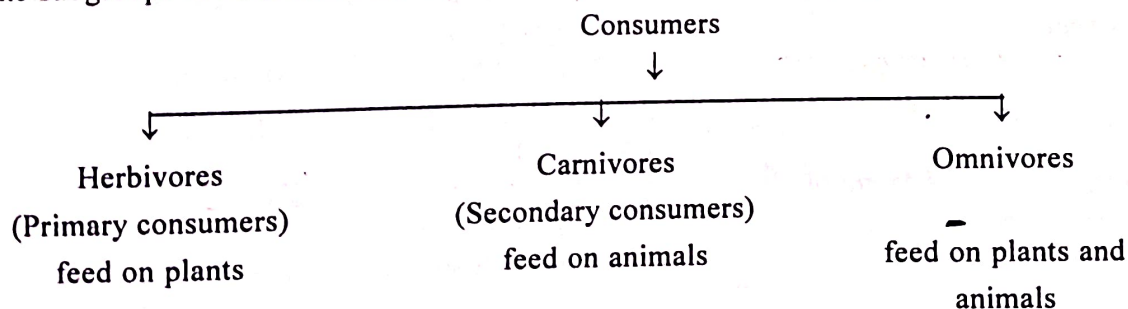 Consumers
Herbivores
(Primary consumers)
feed on plants
Carnivores
(Secondary consumers)
feed on animals
Omnivores
feed on plants and
animals